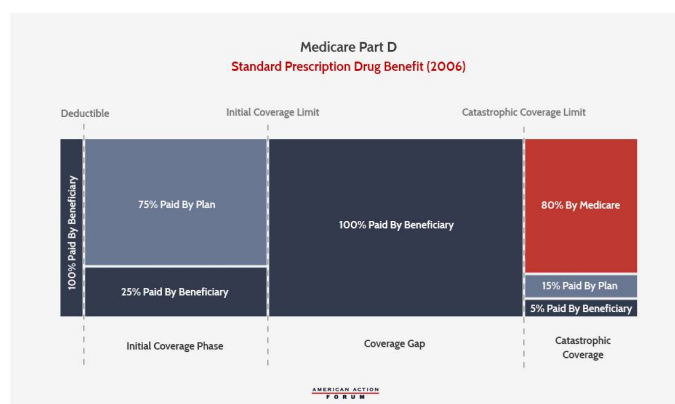 Medicare Part D
Standard Prescription Drug Benefit (2006)
Deductible
Initial Coverage Limit
Catastrophic Coverage Limit
100% Paid By Beneficiary
75% Paid By Plan
25% Paid By Beneficiary
100% Paid By Beneficiary
80% By Medicare
15% Paid By Plan
5% Paid By Beneficiary
Initial Coverage Phase
Coverage Gap
Catastrophic
Coverage
AMERICAN ACTION
FORUM